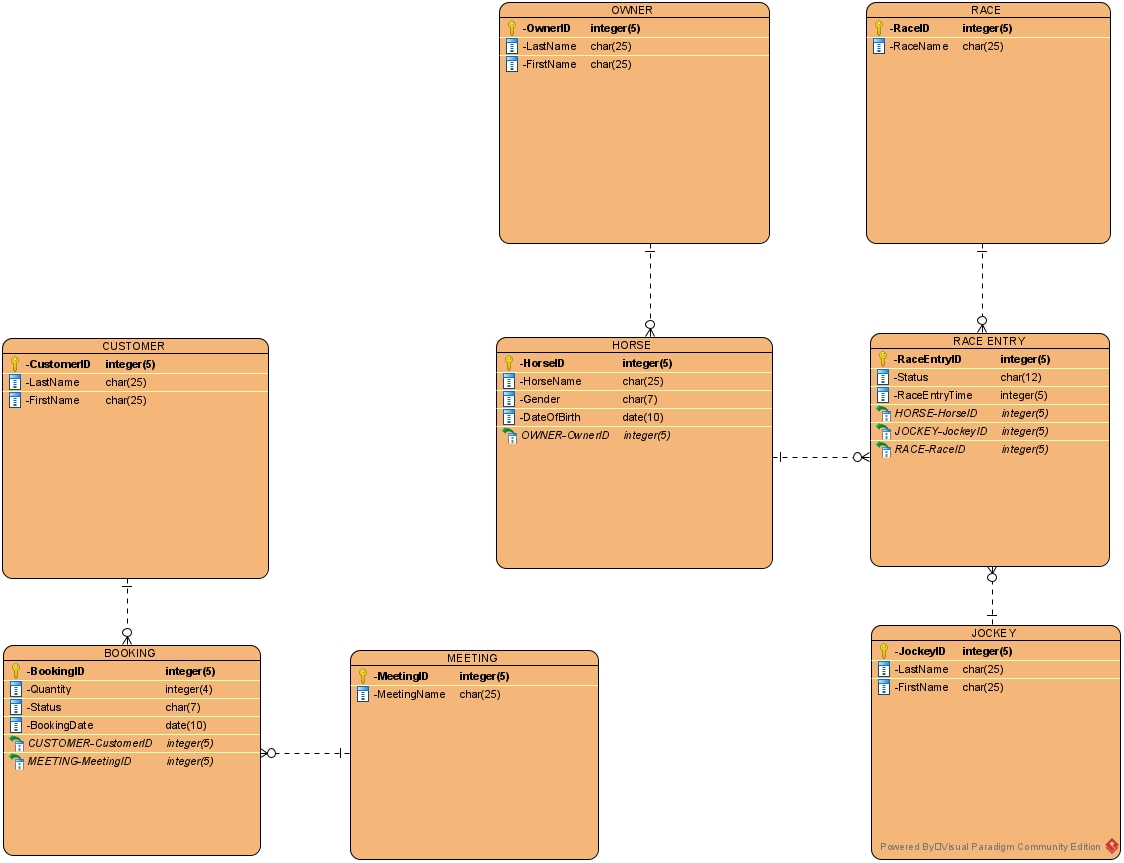 OWNER
-OwnerID integer(5)
-LastName char(25)
-FirstName char(25)
RACE
-RaceID integer(5)
-RaceName char(25)
CUSTOMER
-CustomerID integer(5)
-LastName char(25)
-FirstName char(25)
HORSE
-HorseID integer(5)
-HorseName char(25)
-Gender char(7)
-DateOfBirth date(10)
OWNER-OwnerID integer(5)
RACE ENTRY
-RaceEntryID integer(5)
-Status char(12)
-RaceEntryTime integer(5)
HORSE-HorseID integer(5)
JOCKEY-JockeyID integer(5)
RACE-RaceID integer(5)
BOOKING
-BookingID integer(5)
-Quantity integer(4)
-Status char(7)
-BookingDate date(10)
CUSTOMER-CustomerID integer(5)
MEETING-MeetingID integer(5)
MEETING
-MeetingID integer(5)
-MeetingName char(25)
JOCKEY
-JockeyID integer(5)
-LastName char(25)
-FirstName char(25)
Powered By□Visual Paradigm Community Edition